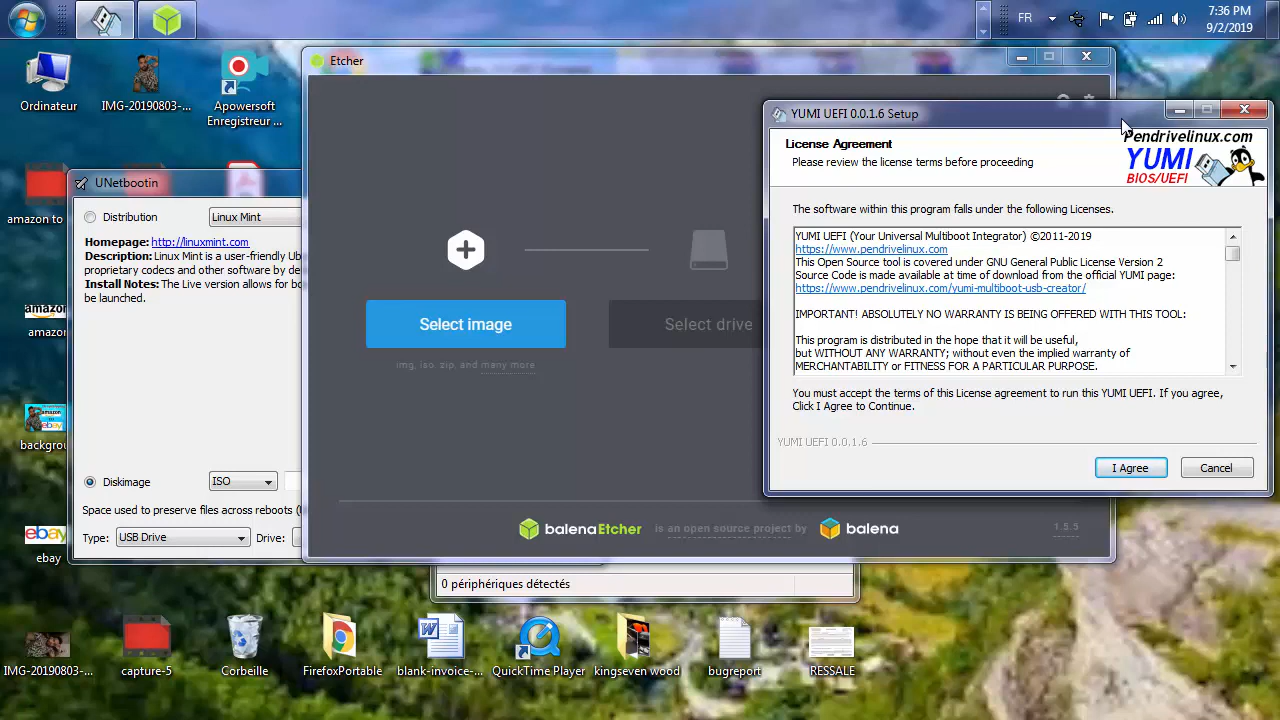 FR
7:36 PM
9/2/2019
Ordinateur
IMG-20190803-...
Apowersoft
Enregistreur ...
Etcher
YUMI UEFI 0.0.1.6 Setup
License Agreement
Please review the license terms before proceeding
Pendrivelinux.com
YUMI
BIOS/UEFI
The software within this program falls under the following Licenses.
YUMI UEFI (Your Universal Multiboot Integrator) ©2011-2019
https://www.pendrivelinux.com
This Open Source tool is covered under GNU General Public License Version 2
Source Code is made available at time of download from the official YUMI page:
https://www.pendrivelinux.com/yumi-multiboot-usb-creator/
IMPORTANT! ABSOLUTELY NO WARRANTY IS BEING OFFERED WITH THIS TOOL:
This program is distributed in the hope that it will be useful,
but WITHOUT ANY WARRANTY; without even the implied warranty of
MERCHANTABILITY or FITNESS FOR A PARTICULAR PURPOSE.
You must accept the terms of this License agreement to run this YUMI UEFI. If you agree,
Click I Agree to Continue.
YUMI UEFI 0.0.1.6
I Agree
Cancel
Select image
Select drive
img, iso, zip, and many more
balenaEtcher is an open source project by balena
1.5.5
UNetbootin
Distribution
Linux Mint
Homepage: http://linuxmint.com
Description: Linux Mint is a user-friendly Ub
proprietary codecs and other software by de
Install Notes: The Live version allows for bo
be launched.
Diskimage
ISO
Space used to preserve files across reboots (
Type:
USB Drive
Drive:
0 périphériques détectés
amazon to
amazon
amazon
amazon
ebay
backgrou
ebay
ebay
IMG-20190803-...
capture-5
Corbeille
FirefoxPortable
blank-invoice-...
QuickTime Player
kingseven wood
bugreport
RESSALE